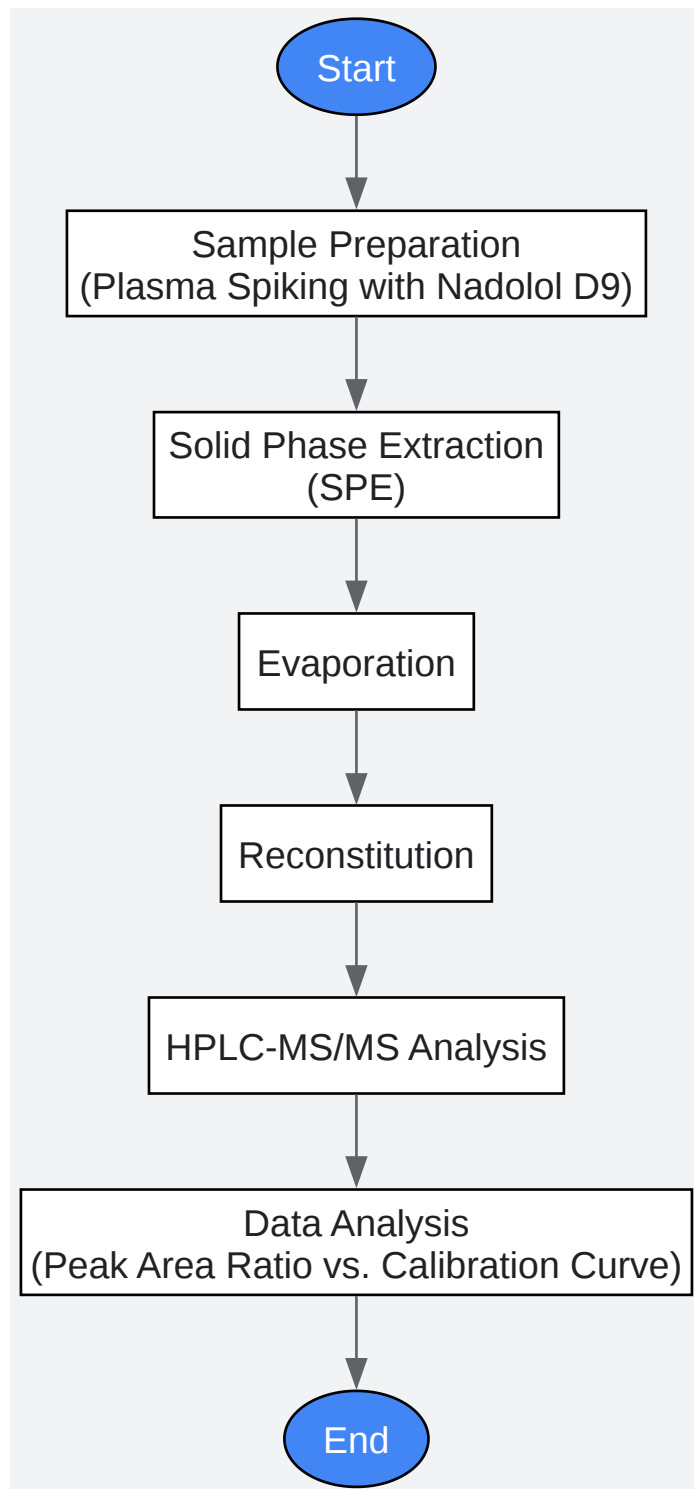 Start
Sample Preparation
(Plasma Spiking with Nadolol D9)
Solid Phase Extraction
(SPE)
Evaporation
Reconstitution
HPLC-MS/MS Analysis
Data Analysis
(Peak Area Ratio vs. Calibration Curve)
End